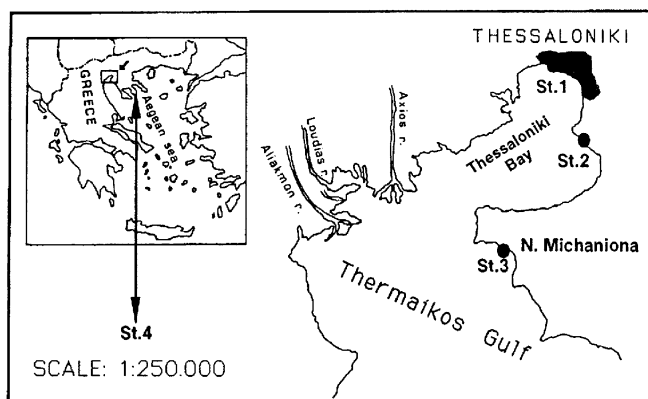 THESSALONIKI
St.1
GREECE
Aegean sea
Axios r.
Loudias r.
Aliakmon r.
Thessaloniki
Bay
St.2
N. Michaniona
St.3
Thermaikos Gulf
St.4
SCALE: 1:250.000